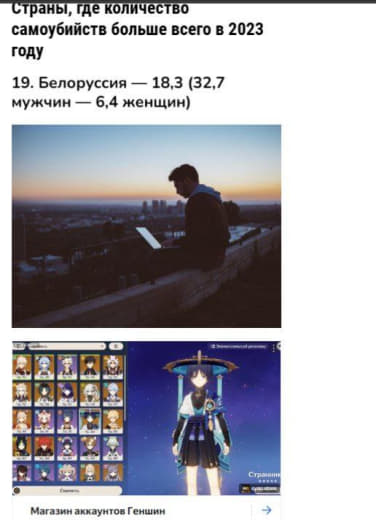 Страны, где количество
самоубийств больше всего в 2023
году
19. Белоруссия — 18,3 (32,7
мужчин — 6,4 женщин)
Странник
Скачать
Магазин аккаунтов Геншин